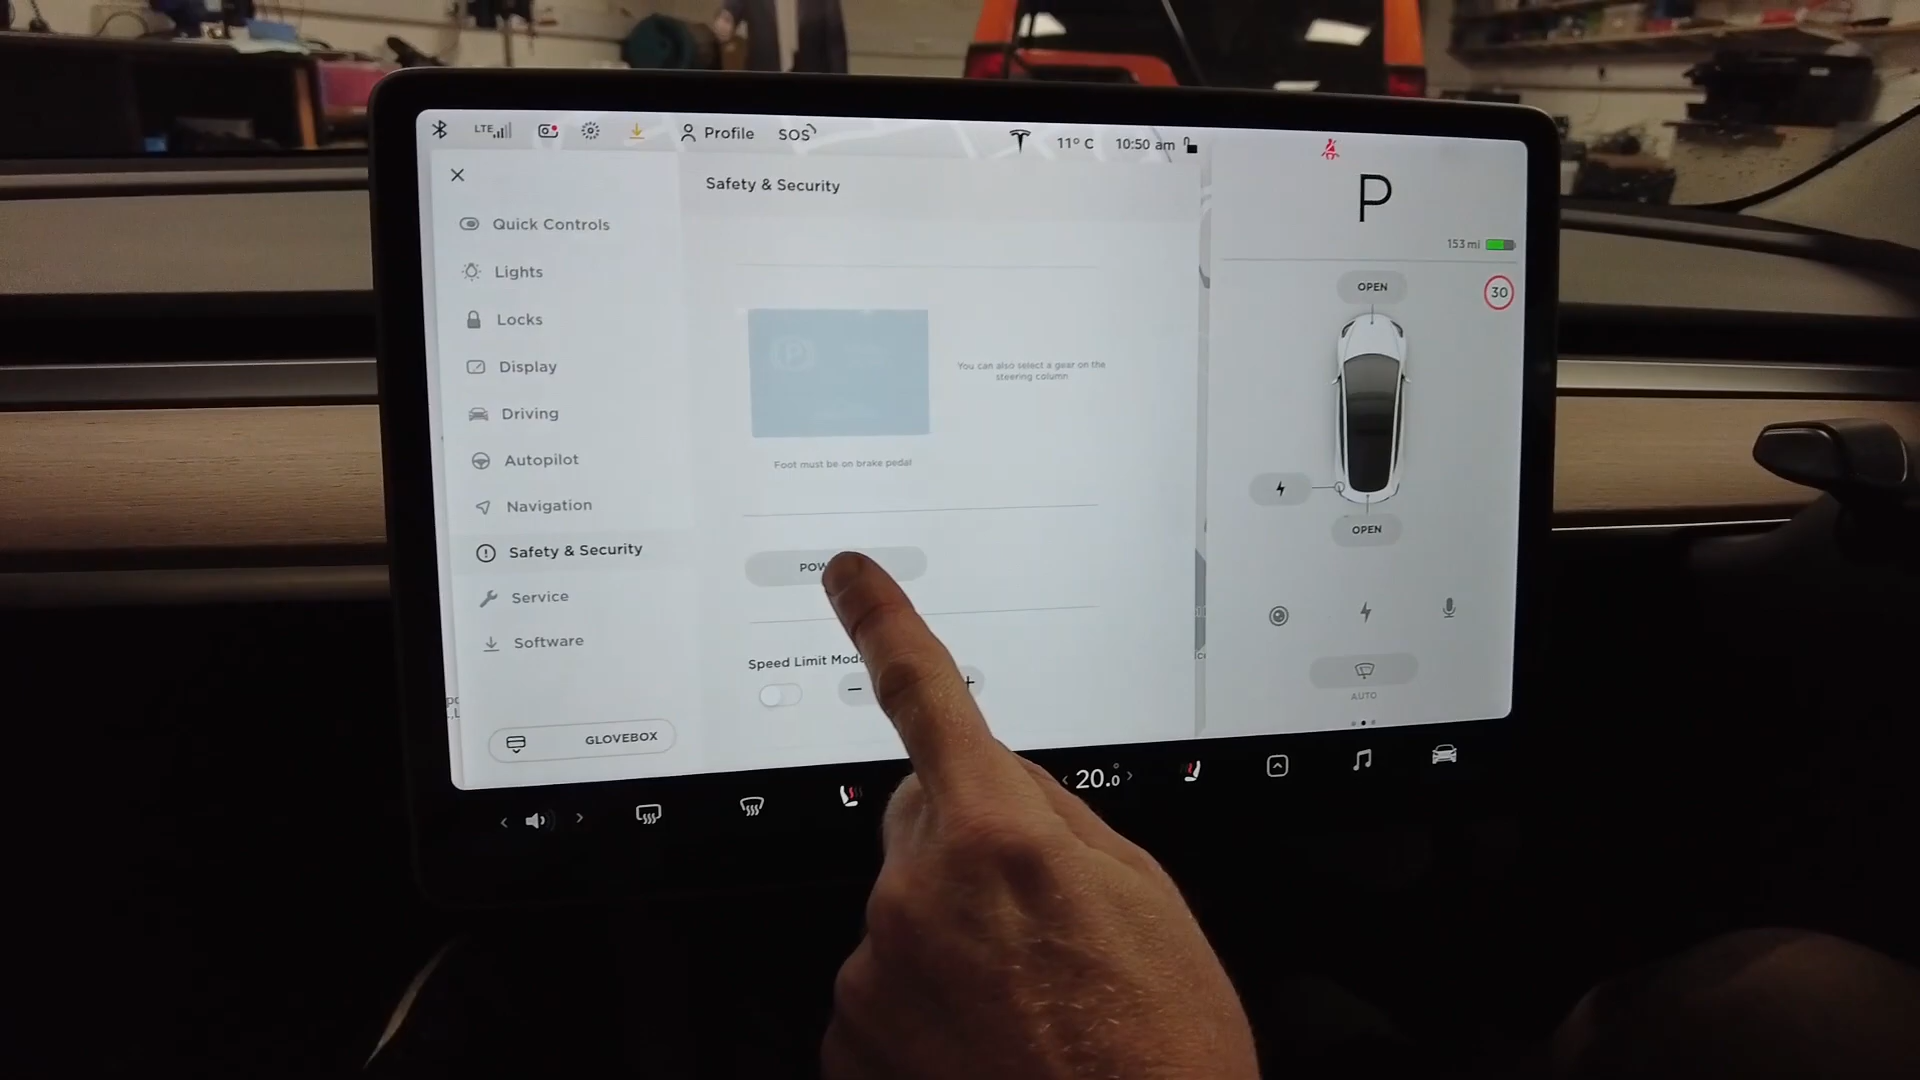 LTE
Profile
SOS
11° C
10:50 am
Safety & Security
Quick Controls
Lights
Locks
Display
Driving
Autopilot
Navigation
Safety & Security
Service
Software
GLOVEBOX
P
You can also select a gear on the
steering column
Foot must be on brake pedal
Speed Limit Mode
P
153 mi
OPEN
30
OPEN
AUTO
20.0